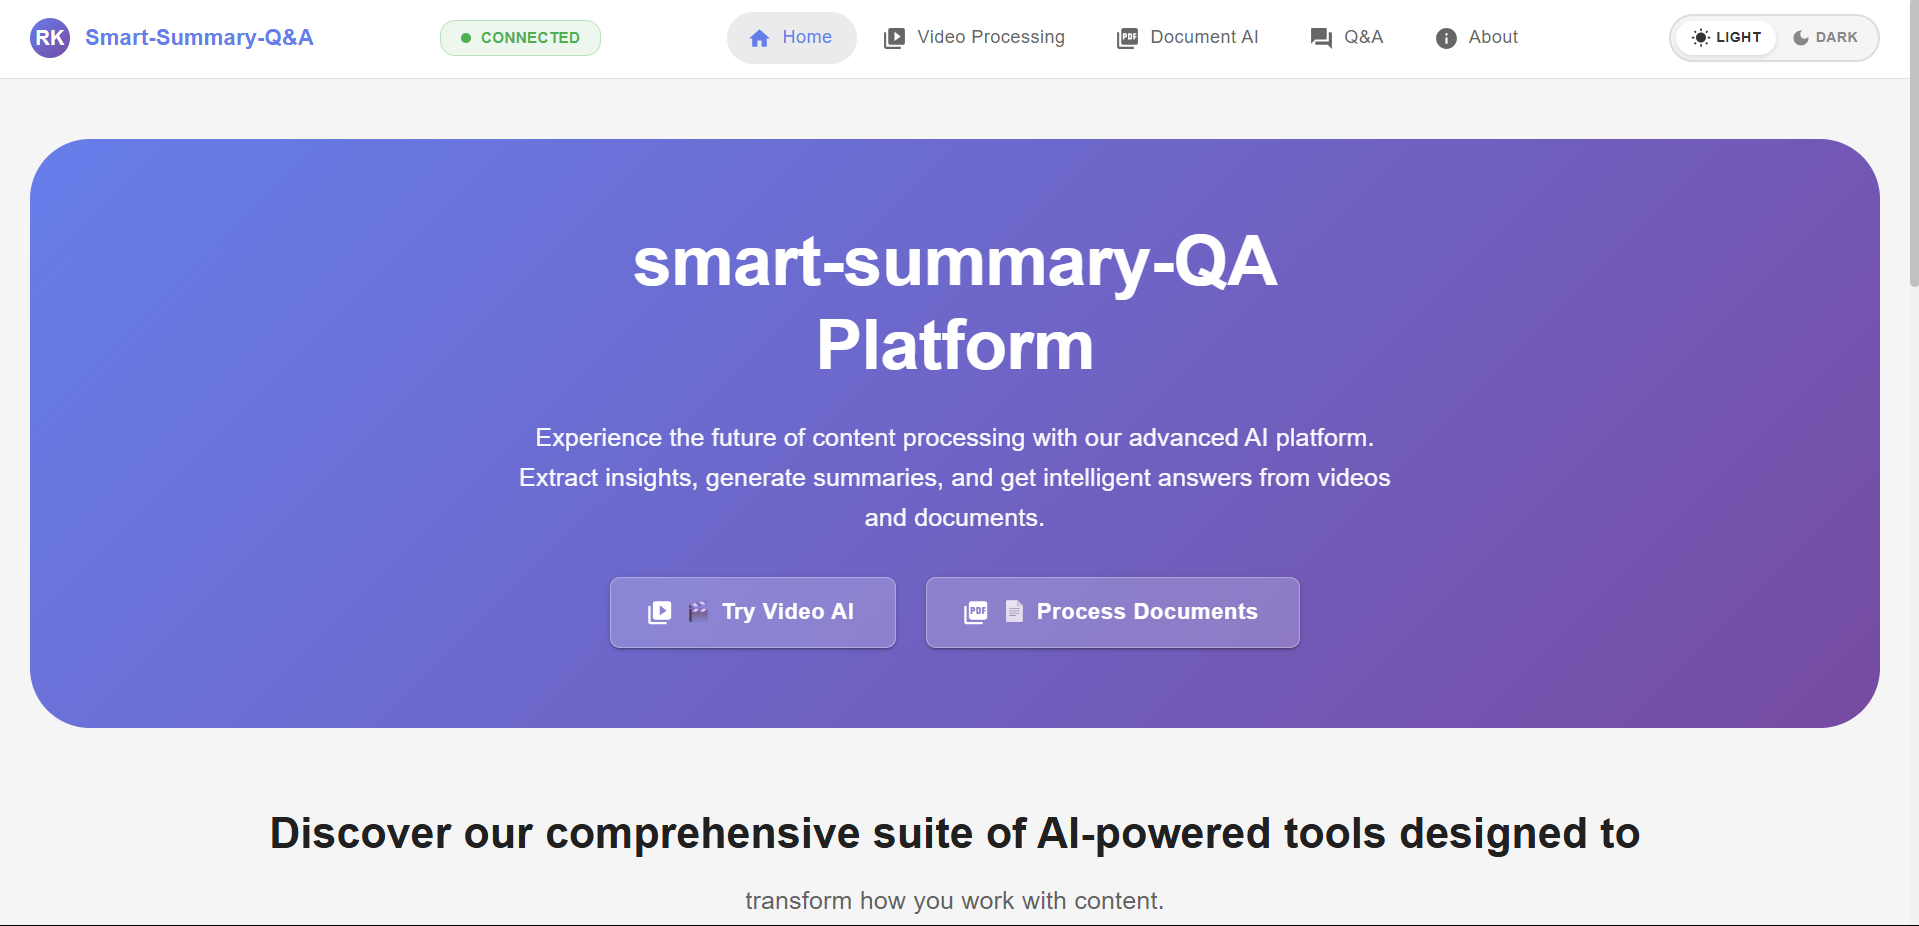 RK Smart-Summary-Q&A
CONNECTED
Home
Video Processing
PDF Document AI
Q&A
About
LIGHT
DARK
smart-summary-QA
Platform
Experience the future of content processing with our advanced AI platform.
Extract insights, generate summaries, and get intelligent answers from videos
and documents.
Try Video AI
PDF Process Documents
Discover our comprehensive suite of AI-powered tools designed to
transform how you work with content.